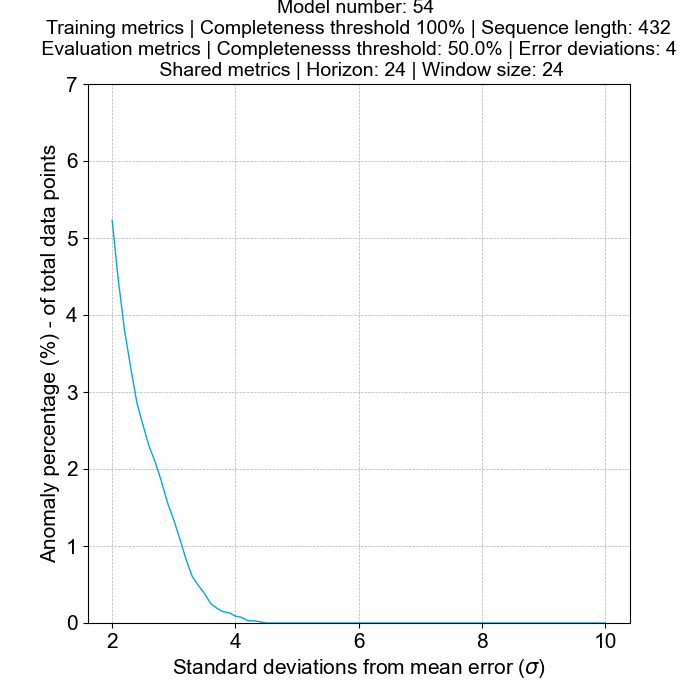 Model number: 54
Training metrics | Completeness threshold 100% | Sequence length: 432
Evaluation metrics | Completenesss threshold: 50.0% | Error deviations: 4
Shared metrics | Horizon: 24 | Window size: 24
Anomaly percentage (%) - of total data points
7
6
5
4
3
2
1
0
2 4 6 8 10
Standard deviations from mean error (σ)